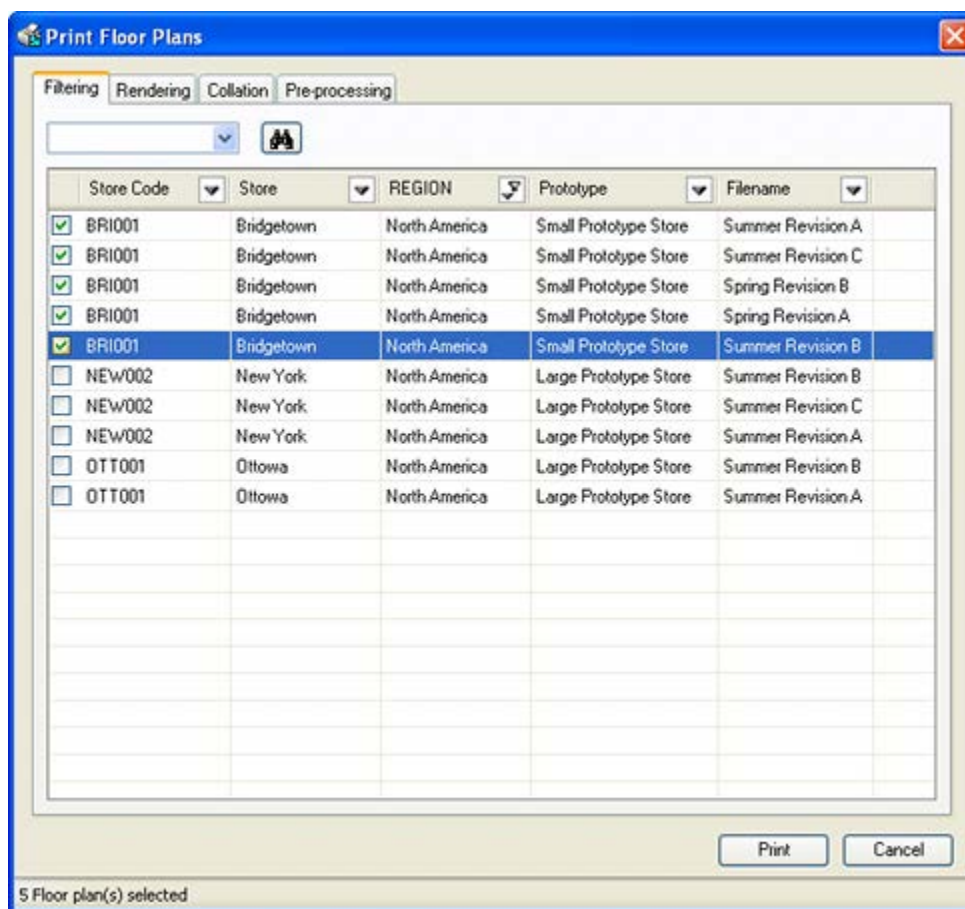 Print Floor Plans
Filtering Rendering Collation Pre-processing
Store Code Store REGION Prototype Filename
BRI001 Bridgetown North America Small Prototype Store Summer Revision A
BRI001 Bridgetown North America Small Prototype Store Summer Revision C
BRI001 Bridgetown North America Small Prototype Store Spring Revision B
BRI001 Bridgetown North America Small Prototype Store Spring Revision A
BRI001 Bridgetown North America Small Prototype Store Summer Revision B
NEW002 New York North America Large Prototype Store Summer Revision B
NEW002 New York North America Large Prototype Store Summer Revision C
NEW002 New York North America Large Prototype Store Summer Revision A
OTT001 Ottowa North America Large Prototype Store Summer Revision B
OTT001 Ottowa North America Large Prototype Store Summer Revision A
Print Cancel
5 Floor plan(s) selected